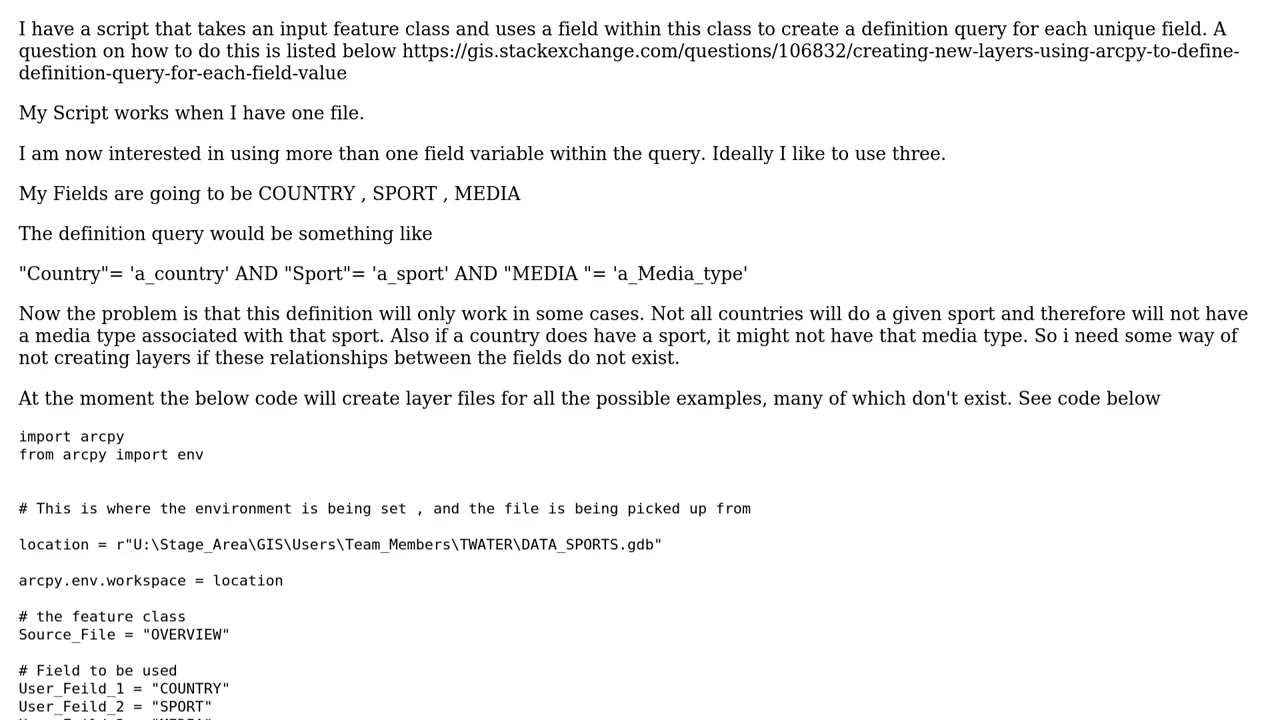 I have a script that takes an input feature class and uses a field within this class to create a definition query for each unique field. A
question on how to do this is listed below https://gis.stackexchange.com/questions/106832/creating-new-layers-using-arcpy-to-define-
definition-query-for-each-field-value
My Script works when I have one file.
I am now interested in using more than one field variable within the query. Ideally I like to use three.
My Fields are going to be COUNTRY , SPORT , MEDIA
The definition query would be something like
"Country"= 'a_country' AND "Sport"= 'a_sport' AND "MEDIA "= 'a_Media_type'
Now the problem is that this definition will only work in some cases. Not all countries will do a given sport and therefore will not have
a media type associated with that sport. Also if a country does have a sport, it might not have that media type. So i need some way of
not creating layers if these relationships between the fields do not exist.
At the moment the below code will create layer files for all the possible examples, many of which don't exist. See code below
import arcpy
from arcpy import env
# This is where the environment is being set , and the file is being picked up from
location = r"U:\Stage_Area\GIS\Users\Team_Members\TWATER\DATA_SPORTS.gdb"
arcpy.env.workspace = location
# the feature class
Source_File = "OVERVIEW"
# Field to be used
User_Feild_1 = "COUNTRY"
User_Feild_2 = "SPORT"